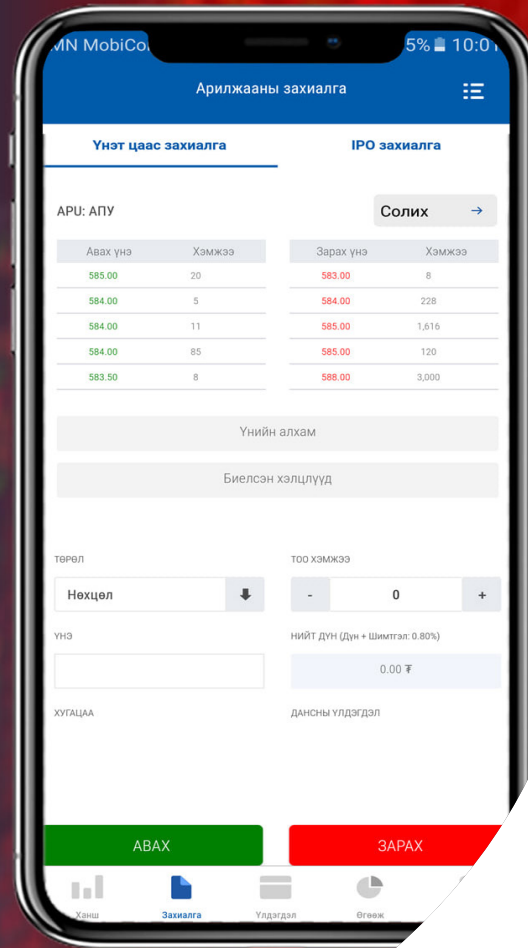 MN MobiCo 5% 10:01
Арилжааны захиалга
Үнэт цаас захиалга IPO захиалга
APU: АПУ Солих →
Авах үнэ Хэмжээ Зарах үнэ Хэмжээ
585.00 20 583.00 8
584.00 5 584.00 228
584.00 11 585.00 1,616
584.00 85 585.00 120
583.50 8 588.00 3,000
Үнийн алхам
Биелсэн хэлцлүүд
ТӨРӨЛ ТОО ХЭМЖЭЭ
Нөхцөл - 0 +
ҮНЭ НИЙТ ДҮН (Дүн + Шимтгэл: 0.80%)
0.00 ₮
ХУГАЦАА ДАНСНЫ ҮЛДЭГДЭЛ
АВАХ ЗАРАХ
Ханш Захиалга Үлдэгдэл Өгөөж